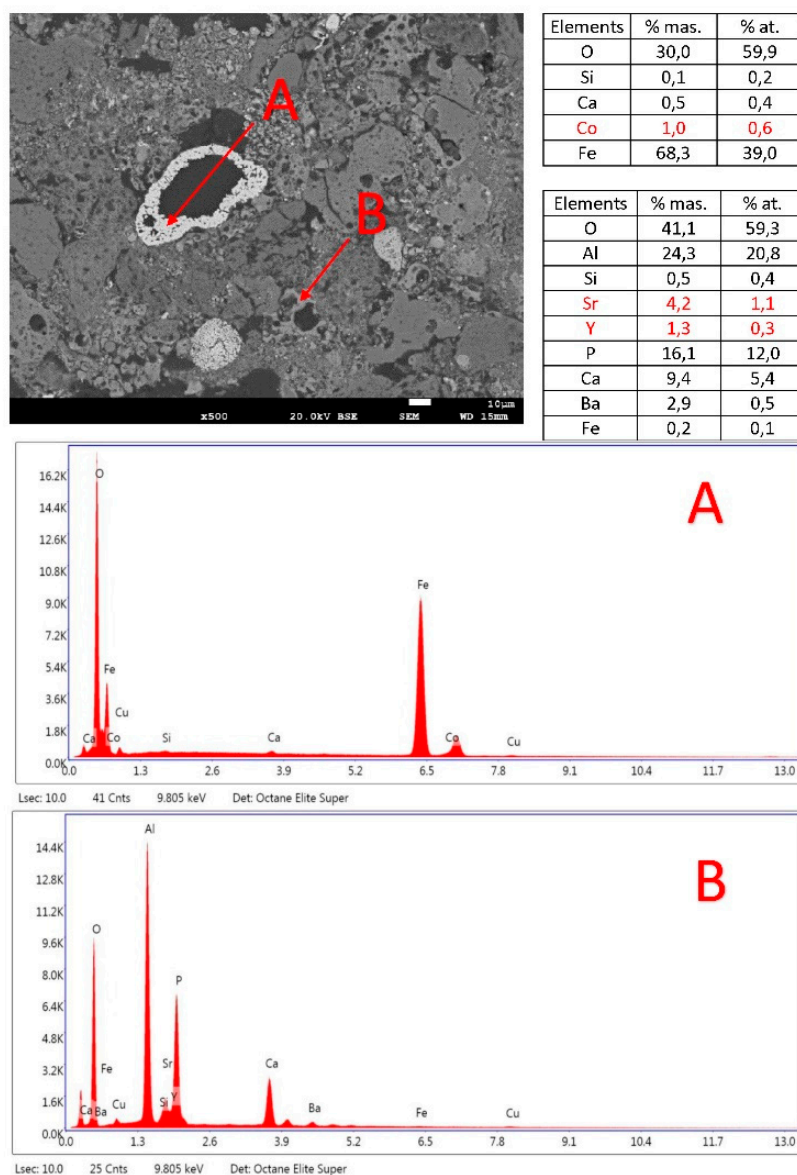 A
B
x500 20.0kV BSE SEM WD 15mm 10µm
Elements % mas. % at.
O 30,0 59,9
Si 0,1 0,2
Ca 0,5 0,4
Co 1,0 0,6
Fe 68,3 39,0
Elements % mas. % at.
O 41,1 59,3
Al 24,3 20,8
Si 0,5 0,4
Sr 4,2 1,1
Y 1,3 0,3
P 16,1 12,0
Ca 9,4 5,4
Ba 2,9 0,5
Fe 0,2 0,1
A
16.2K
14.4K
12.6K
10.8K
9.0K
7.2K
5.4K
3.6K
1.8K
0.0K
O
Fe
Fe
Cu
Ca Co Si Ca Co Cu
0.0 1.3 2.6 3.9 5.2 6.5 7.8 9.1 10.4 11.7 13.0
Lsec: 10.0 41 Cnts 9.805 keV Det: Octane Elite Super
B
14.4K
12.8K
11.2K
9.6K
8.0K
6.4K
4.8K
3.2K
1.6K
0.0K
Al
O
P
Fe Sr Ca
Ca Ba Cu Si Y Ba Fe Cu
0.0 1.3 2.6 3.9 5.2 6.5 7.8 9.1 10.4 11.7 13.0
Lsec: 10.0 25 Cnts 9.805 keV Det: Octane Elite Super